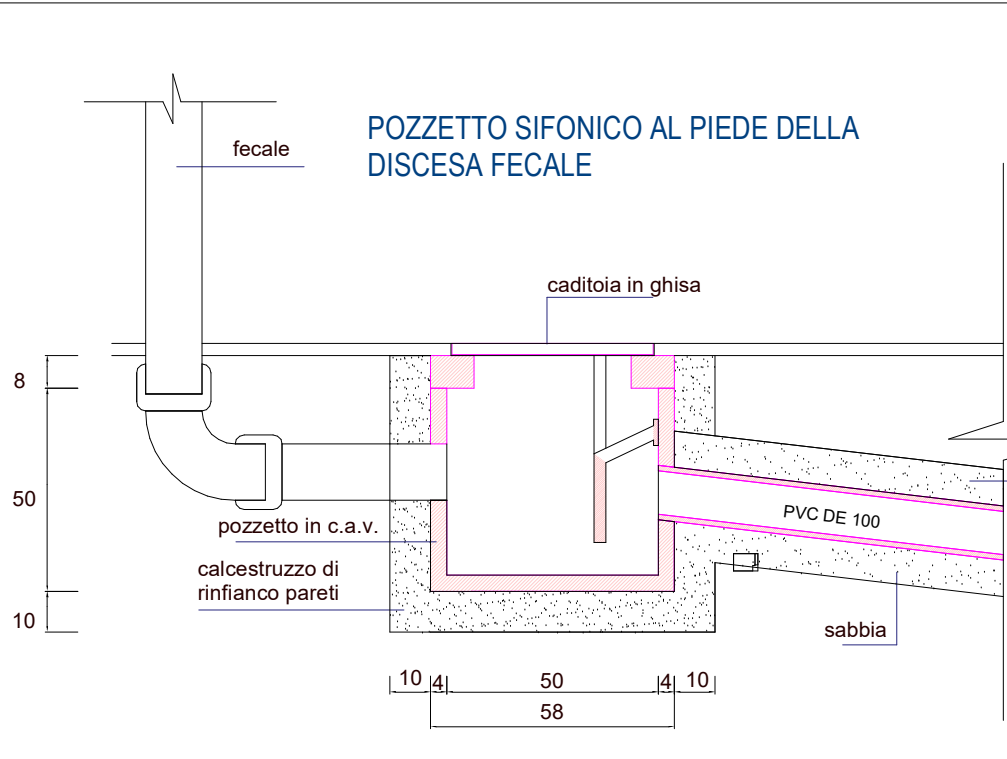 POZZETTO SIFONICO AL PIEDE DELLA
DISCESA FECALE
fecale
caditoia in ghisa
8
50
10
pozzetto in c.a.v.
calcestruzzo di
rinfianco pareti
PVC DE 100
sabbia
10 4 50 4 10
58